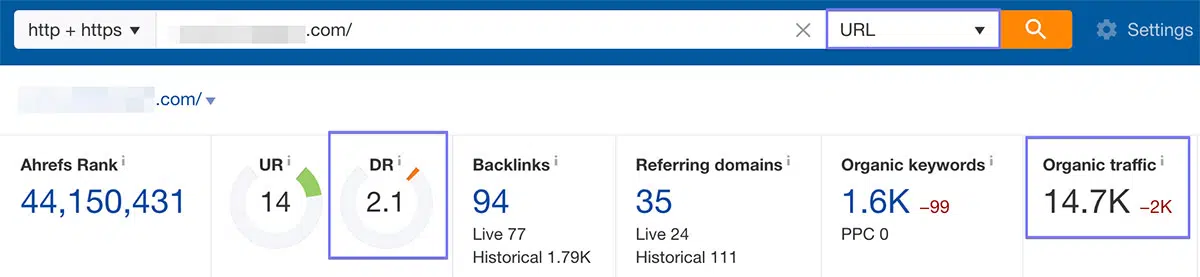 http + https ▼ .com/ × URL ▼ Settings
.com/ ▼
Ahrefs Rank i UR i DR i Backlinks i Referring domains i Organic keywords i Organic traffic i
44,150,431 14 2.1 94 35 1.6K –99 14.7K –2K
Live 77 Live 24 PPC 0
Historical 1.79K Historical 111